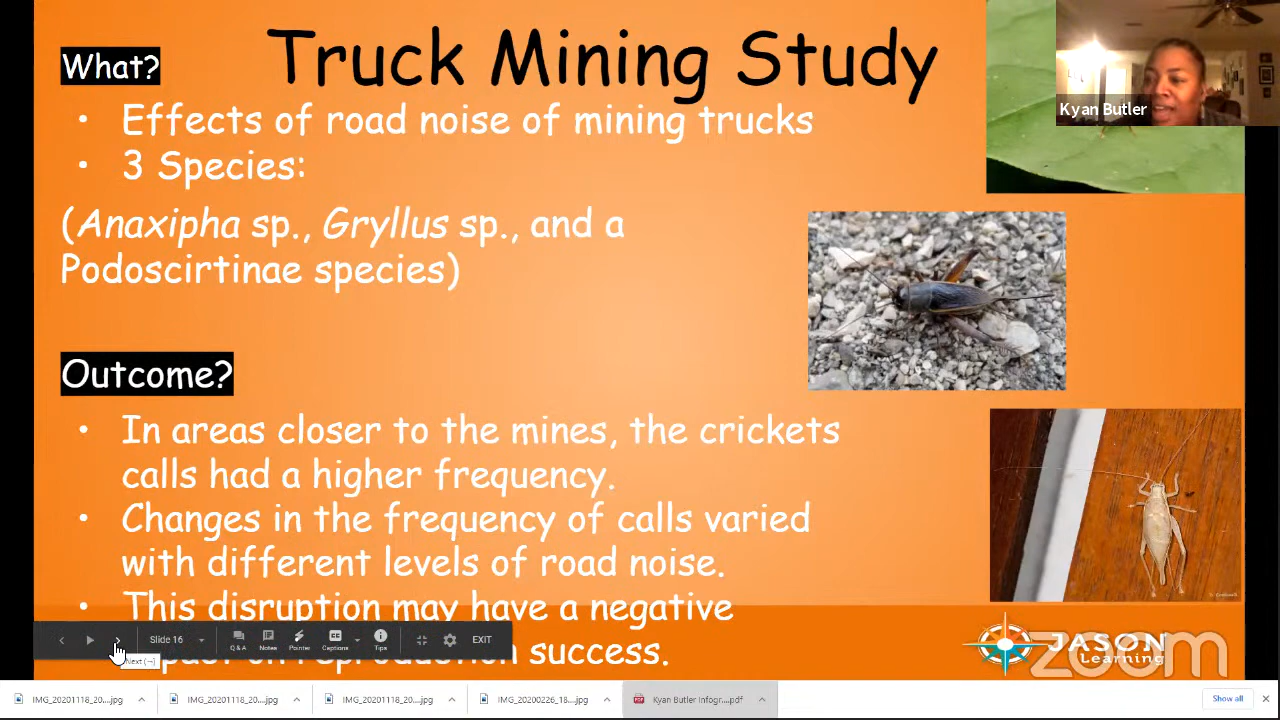 Truck Mining Study
What?
• Effects of road noise of mining trucks
• 3 Species:
(Anaxipha sp., Gryllus sp., and a
Podoscirtinae species)
Outcome?
• In areas closer to the mines, the crickets
calls had a higher frequency.
• Changes in the frequency of calls varied
with different levels of road noise.
• This disruption may have a negative
on success.
Kyan Butler
JASON
Learning
zoom
Slide 16
Q & A
Notes
Pointer
Captions
Tips
EXIT
Next (→)
IMG_20201118_20....jpg
IMG_20201118_20....jpg
IMG_20201118_20....jpg
IMG_20200226_18....jpg
Kyan Butler Infogr....pdf
Show all